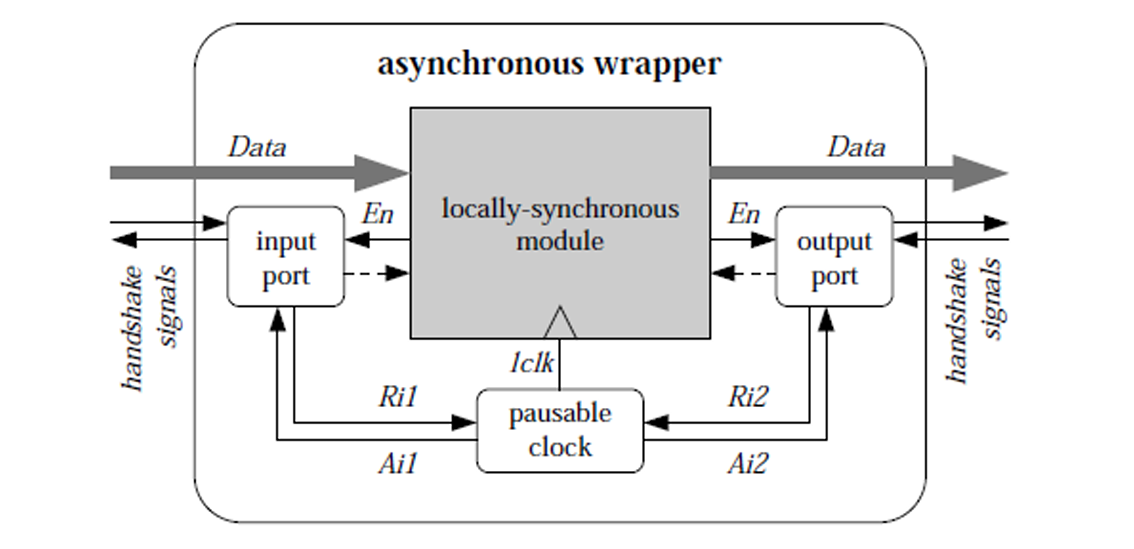 asynchronous wrapper
Data
Data
En
locally-synchronous
module
En
input
port
output
port
handshake
signals
handshake
signals
lclk
Ri1
pausable
clock
Ri2
Ai1
Ai2